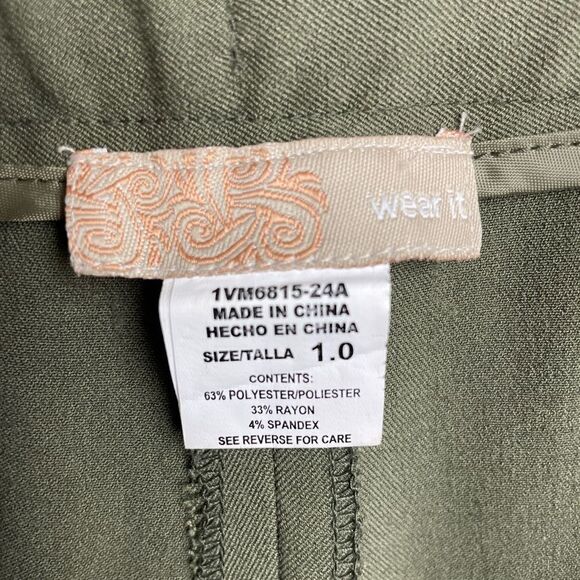 wear it
1VM6815-24A
MADE IN CHINA
HECHO EN CHINA
SIZE/TALLA 1.0
CONTENTS:
63% POLYESTER/POLIESTER
33% RAYON
4% SPANDEX
SEE REVERSE FOR CARE